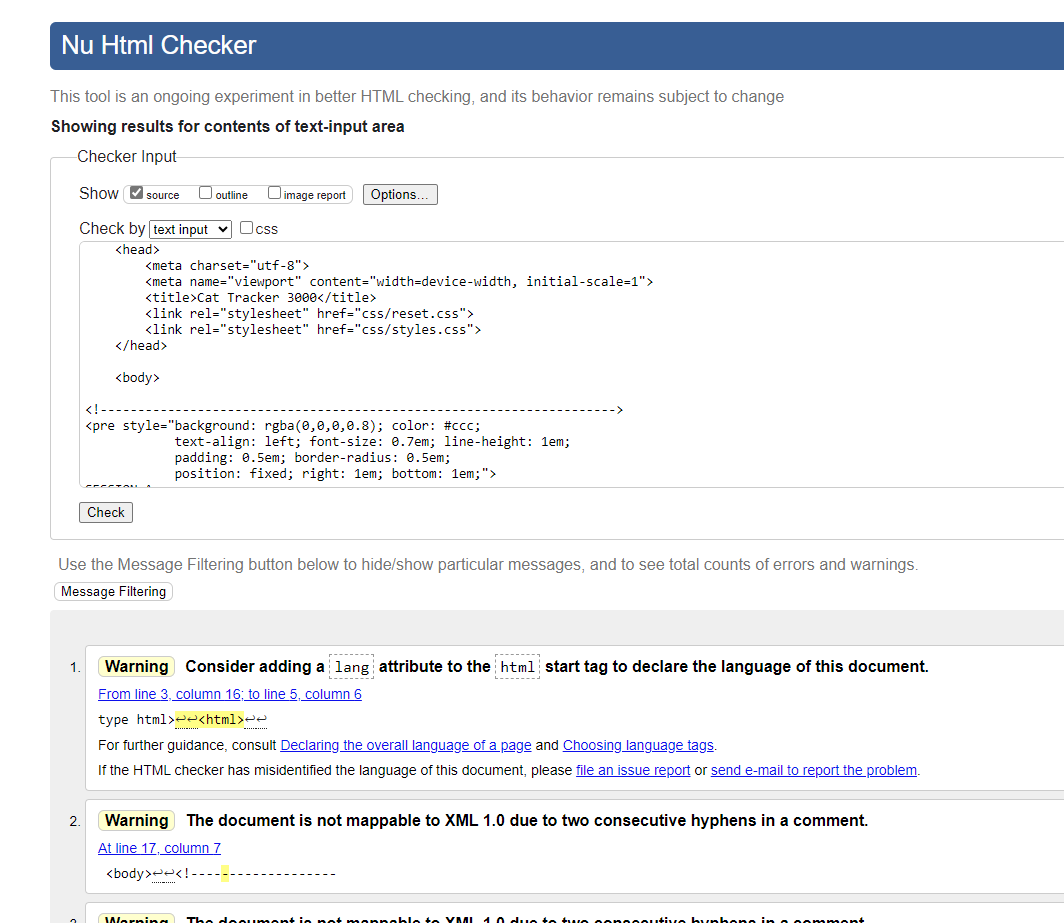 Nu Html Checker
This tool is an ongoing experiment in better HTML checking, and its behavior remains subject to change
Showing results for contents of text-input area
Checker Input
Show source outline image report Options...
Check by text input css
<head>
<meta charset="utf-8">
<meta name="viewport" content="width=device-width, initial-scale=1">
<title>Cat Tracker 3000</title>
<link rel="stylesheet" href="css/reset.css">
<link rel="stylesheet" href="css/styles.css">
</head>
<body>
<!--------------------------------------------------------------------->
<pre style="background: rgba(0,0,0,0.8); color: #ccc;
text-align: left; font-size: 0.7em; line-height: 1em;
padding: 0.5em; border-radius: 0.5em;
position: fixed; right: 1em; bottom: 1em;">
Check
Use the Message Filtering button below to hide/show particular messages, and to see total counts of errors and warnings.
Message Filtering
1. Warning Consider adding a lang attribute to the html start tag to declare the language of this document.
From line 3, column 16; to line 5, column 6
type html>↩↩<html>↩↩
For further guidance, consult Declaring the overall language of a page and Choosing language tags.
If the HTML checker has misidentified the language of this document, please file an issue report or send e-mail to report the problem.
2. Warning The document is not mappable to XML 1.0 due to two consecutive hyphens in a comment.
At line 17, column 7
<body>↩↩<!--------------------
Warning The document is not mappable to XML 1.0 due to two consecutive hyphens in a comment.